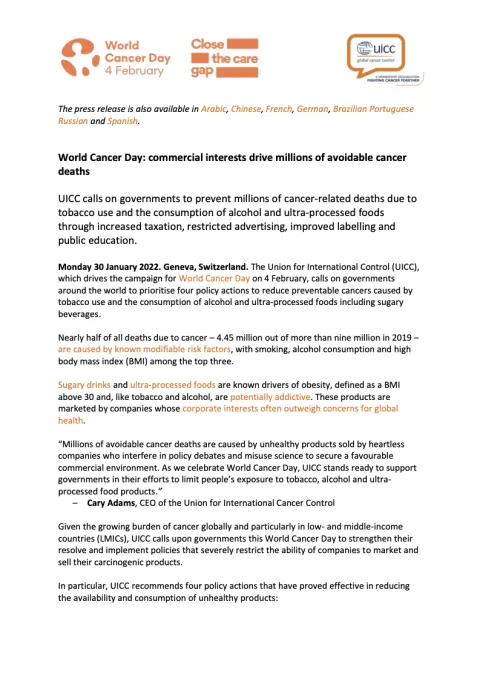 World
Cancer Day
4 February
Close
the care
gap
uicc
global cancer control
A MEMBERSHIP ORGANISATION
FIGHTING CANCER TOGETHER
The press release is also available in Arabic, Chinese, French, German, Brazilian Portuguese
Russian and Spanish.
World Cancer Day: commercial interests drive millions of avoidable cancer
deaths
UICC calls on governments to prevent millions of cancer-related deaths due to
tobacco use and the consumption of alcohol and ultra-processed foods
through increased taxation, restricted advertising, improved labelling and
public education.
Monday 30 January 2022. Geneva, Switzerland. The Union for International Control (UICC),
which drives the campaign for World Cancer Day on 4 February, calls on governments
around the world to prioritise four policy actions to reduce preventable cancers caused by
tobacco use and the consumption of alcohol and ultra-processed foods including sugary
beverages.
Nearly half of all deaths due to cancer – 4.45 million out of more than nine million in 2019 –
are caused by known modifiable risk factors, with smoking, alcohol consumption and high
body mass index (BMI) among the top three.
Sugary drinks and ultra-processed foods are known drivers of obesity, defined as a BMI
above 30 and, like tobacco and alcohol, are potentially addictive. These products are
marketed by companies whose corporate interests often outweigh concerns for global
health.
“Millions of avoidable cancer deaths are caused by unhealthy products sold by heartless
companies who interfere in policy debates and misuse science to secure a favourable
commercial environment. As we celebrate World Cancer Day, UICC stands ready to support
governments in their efforts to limit people’s exposure to tobacco, alcohol and ultra-
processed food products.”
– Cary Adams, CEO of the Union for International Cancer Control
Given the growing burden of cancer globally and particularly in low- and middle-income
countries (LMICs), UICC calls upon governments this World Cancer Day to strengthen their
resolve and implement policies that severely restrict the ability of companies to market and
sell their carcinogenic products.
In particular, UICC recommends four policy actions that have proved effective in reducing
the availability and consumption of unhealthy products: